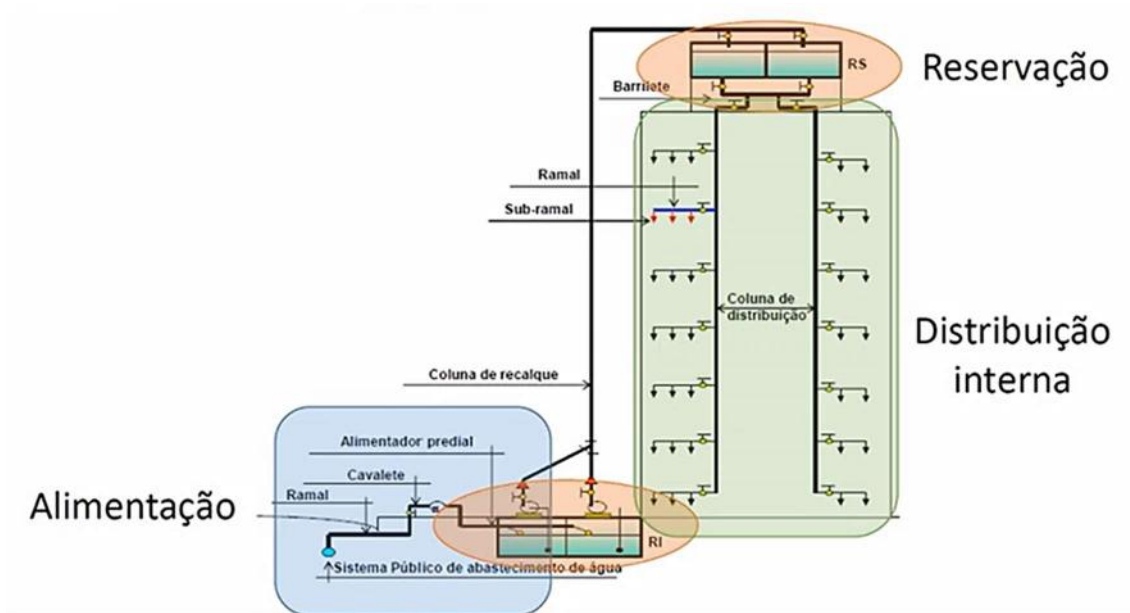 RS
Reservação
Barrilete
Ramal
Sub-ramal
Coluna de
distribuição
Distribuição
interna
Coluna de recalque
Alimentador predial
Cavalete
Ramal
Alimentação
RI
Sistema Público de abastecimento de água